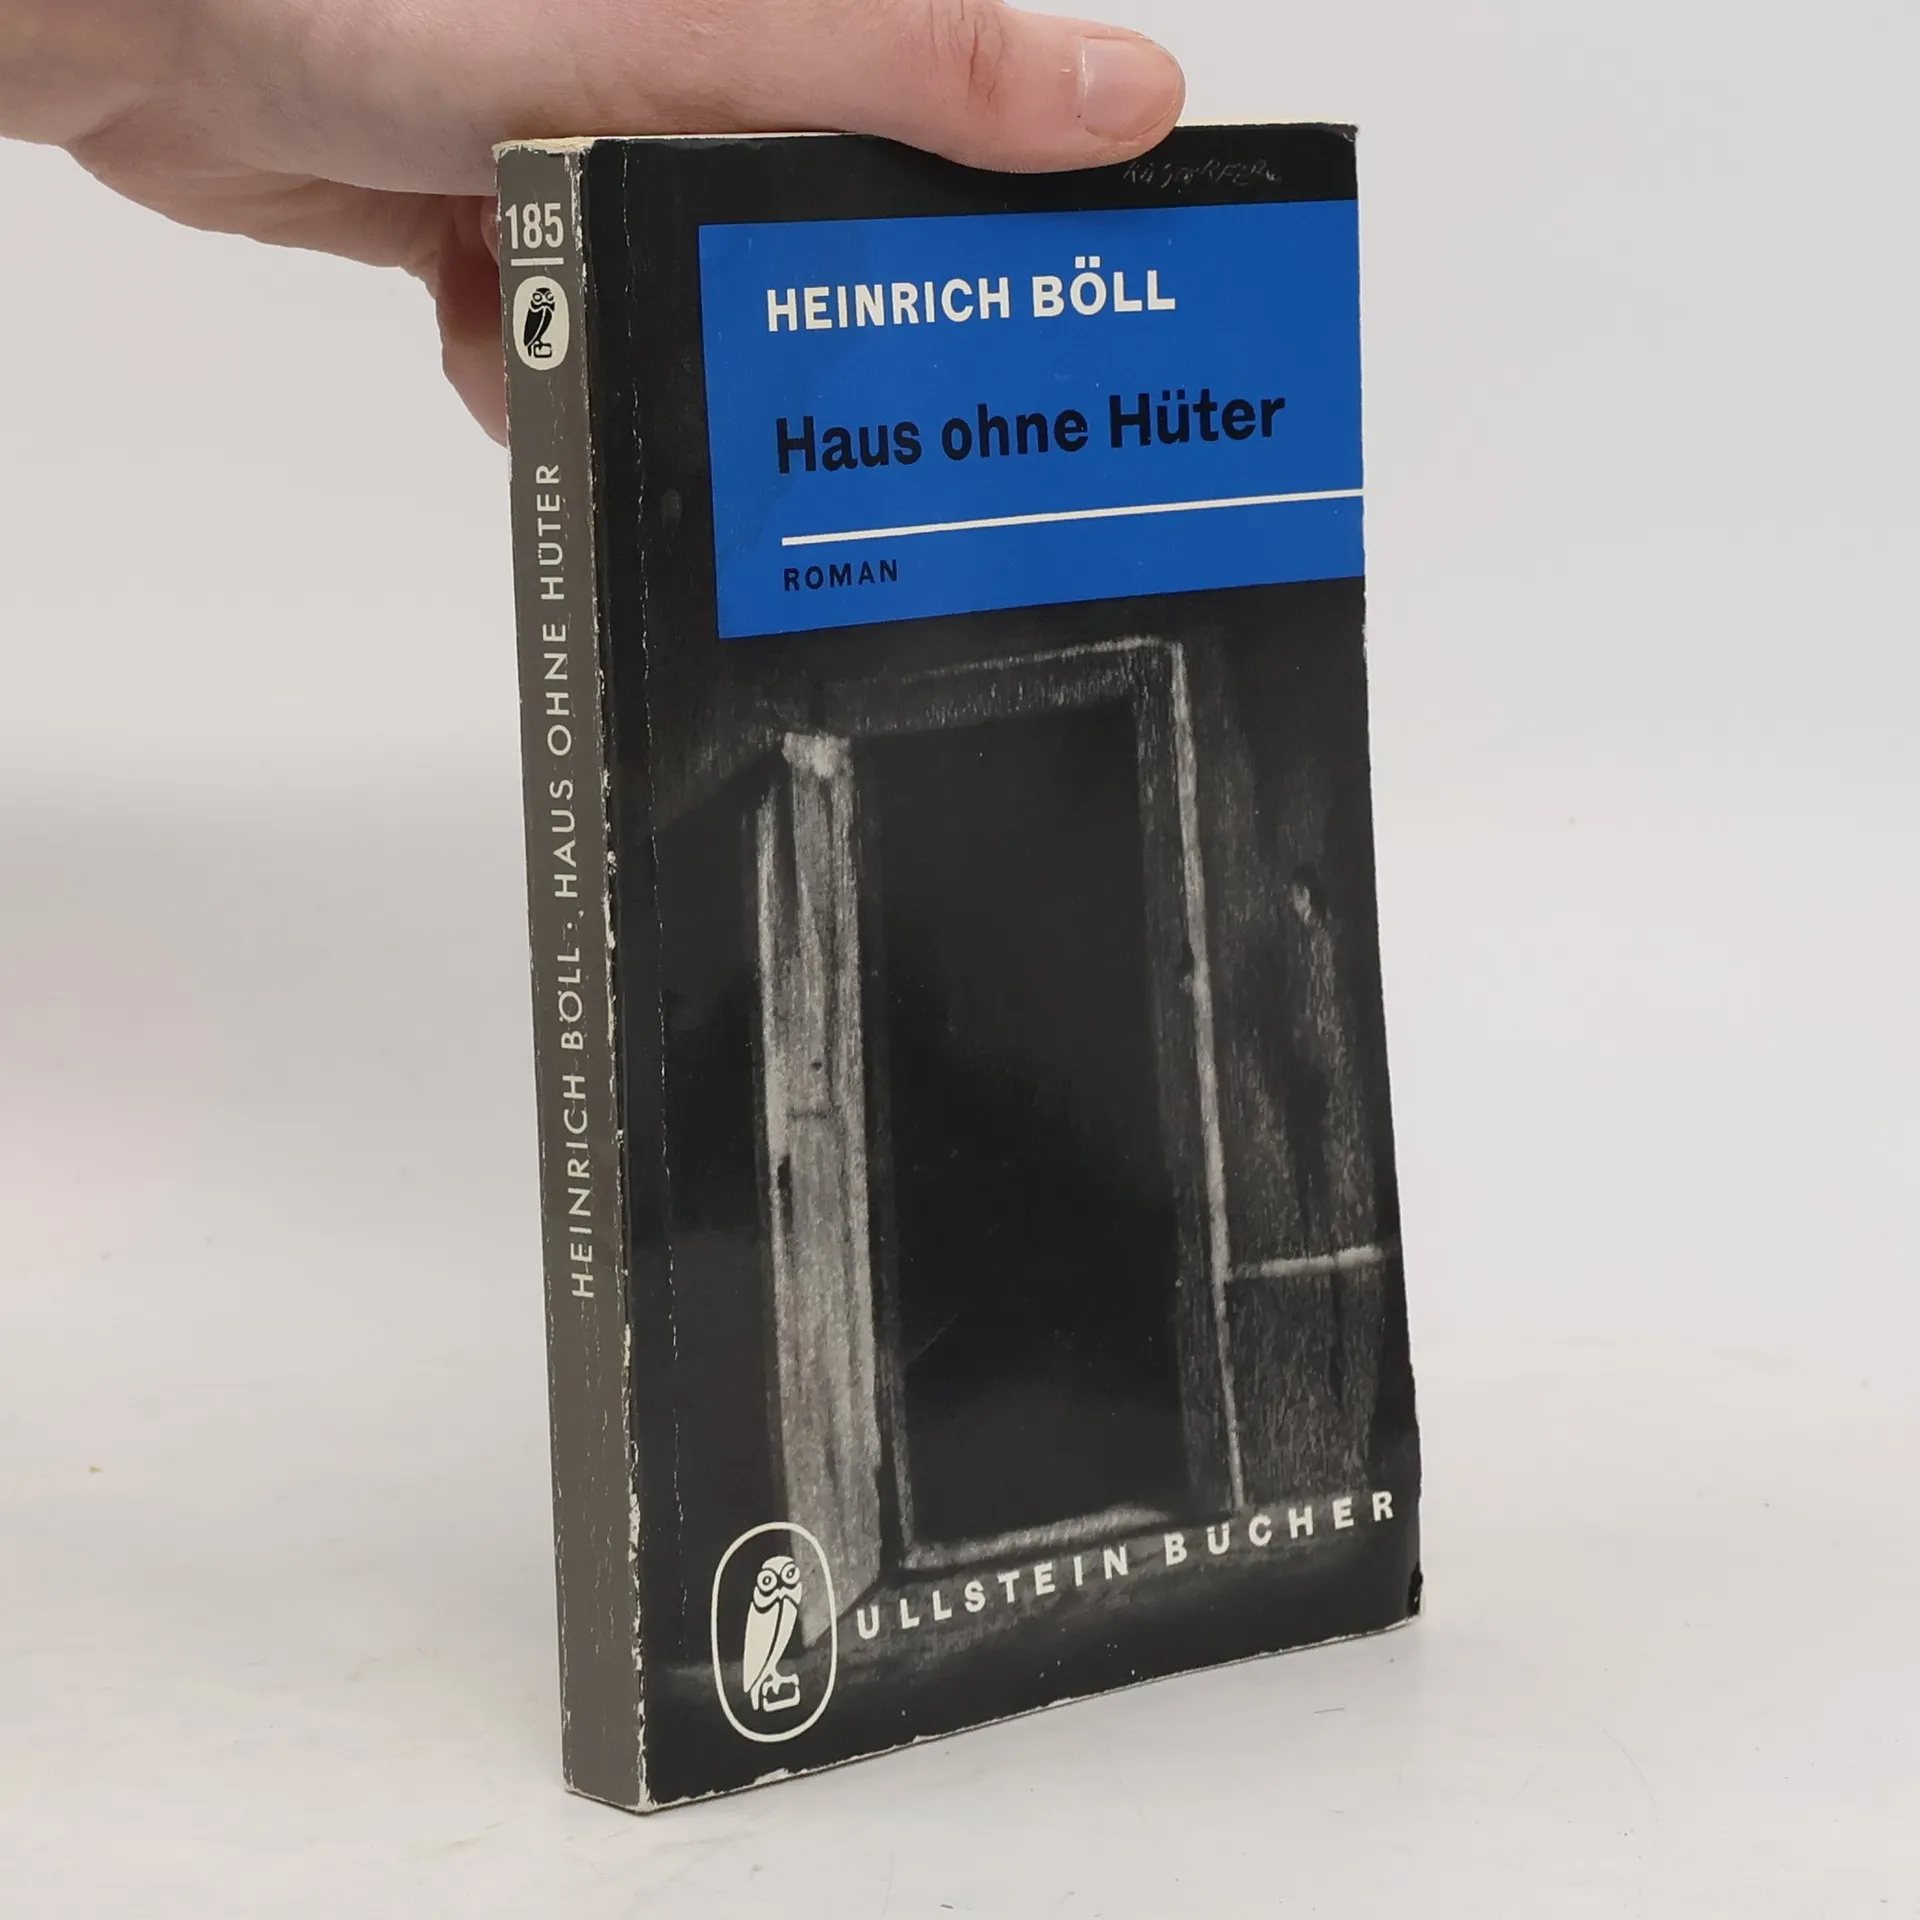 185
HEINRICH BÖLL · HAUS OHNE HÜTER
HEINRICH BÖLL
Haus ohne Hüter
ROMAN
ULLSTEIN BÜCHER